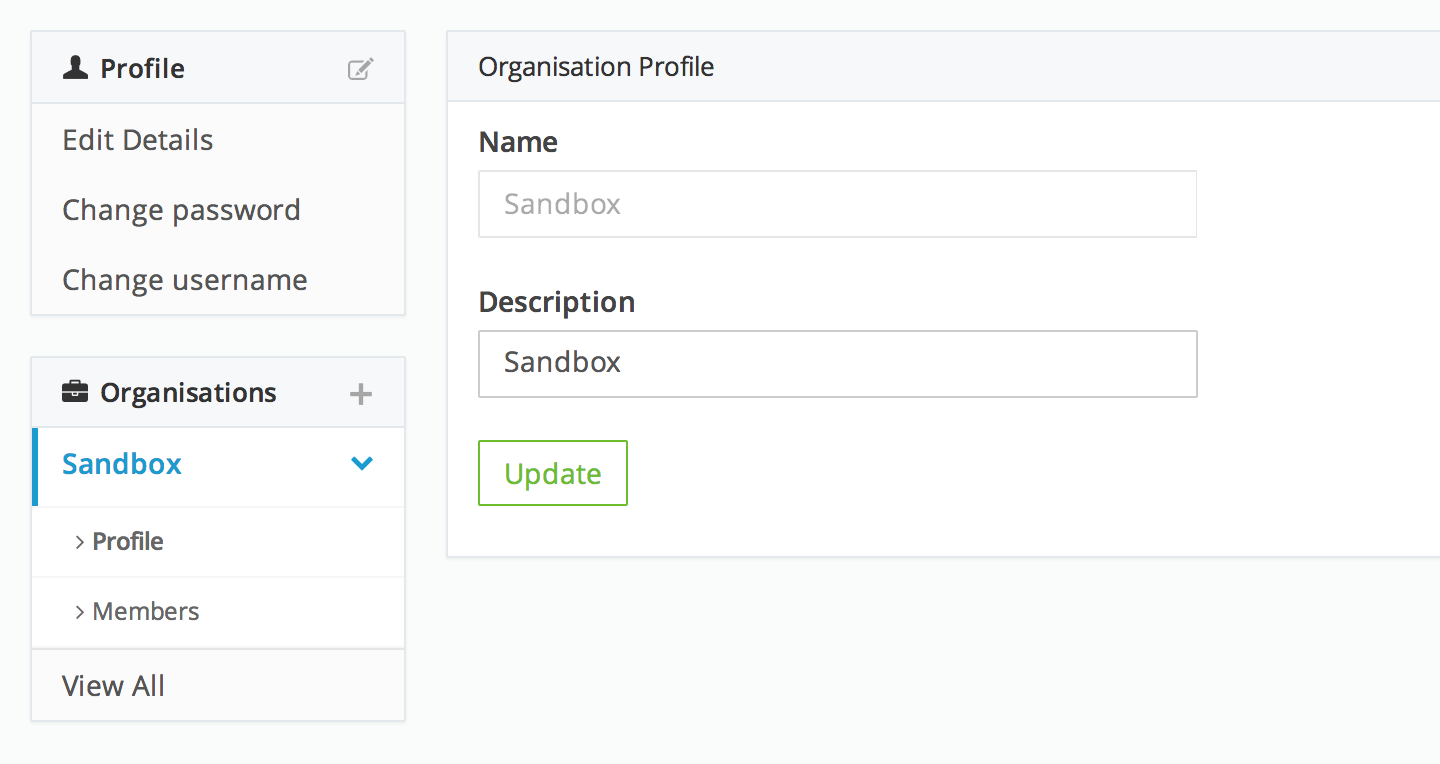 Profile
Edit Details
Change password
Change username
Organisations
Sandbox
Profile
Members
View All
Organisation Profile
Name
Sandbox
Description
Sandbox
Update